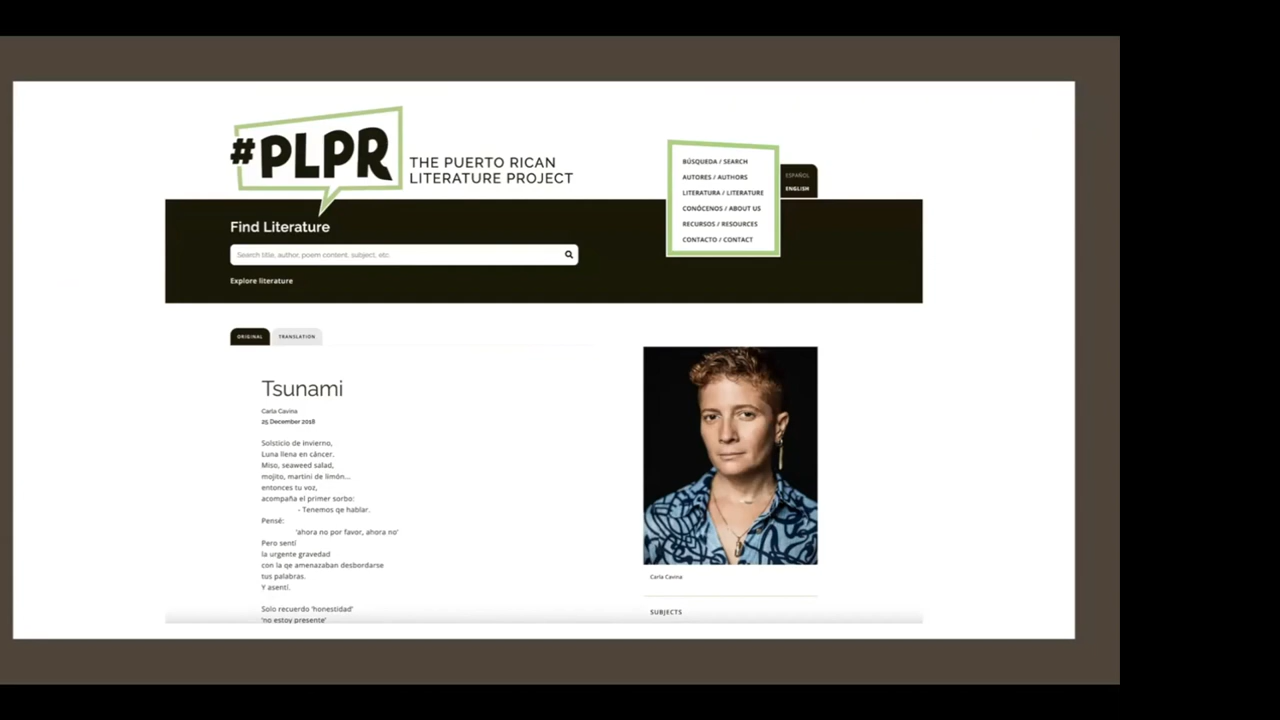 #PLPR
THE PUERTO RICAN
LITERATURE PROJECT
BÚSQUEDA / SEARCH
AUTORES / AUTHORS
LITERATURA / LITERATURE
CONÓCENOS / ABOUT US
RECURSOS / RESOURCES
CONTACTO / CONTACT
ESPAÑOL
ENGLISH
Find Literature
Search title, author, poem content, subject, etc.
Explore literature
ORIGINAL
TRANSLATION
Tsunami
Carla Cavina
25 December 2018
Solsticio de invierno,
Luna llena en cáncer.
Miso, seaweed salad,
mojito, martini de limón...
entonces tu voz,
acompaña el primer sorbo:
- Tenemos qe hablar.
Pensé:
'ahora no por favor, ahora no'
Pero sentí
la urgente gravedad
con la qe amenazaban desbordarse
tus palabras.
Y asentí.
Solo recuerdo 'honestidad'
'no estoy presente'
Carla Cavina
SUBJECTS